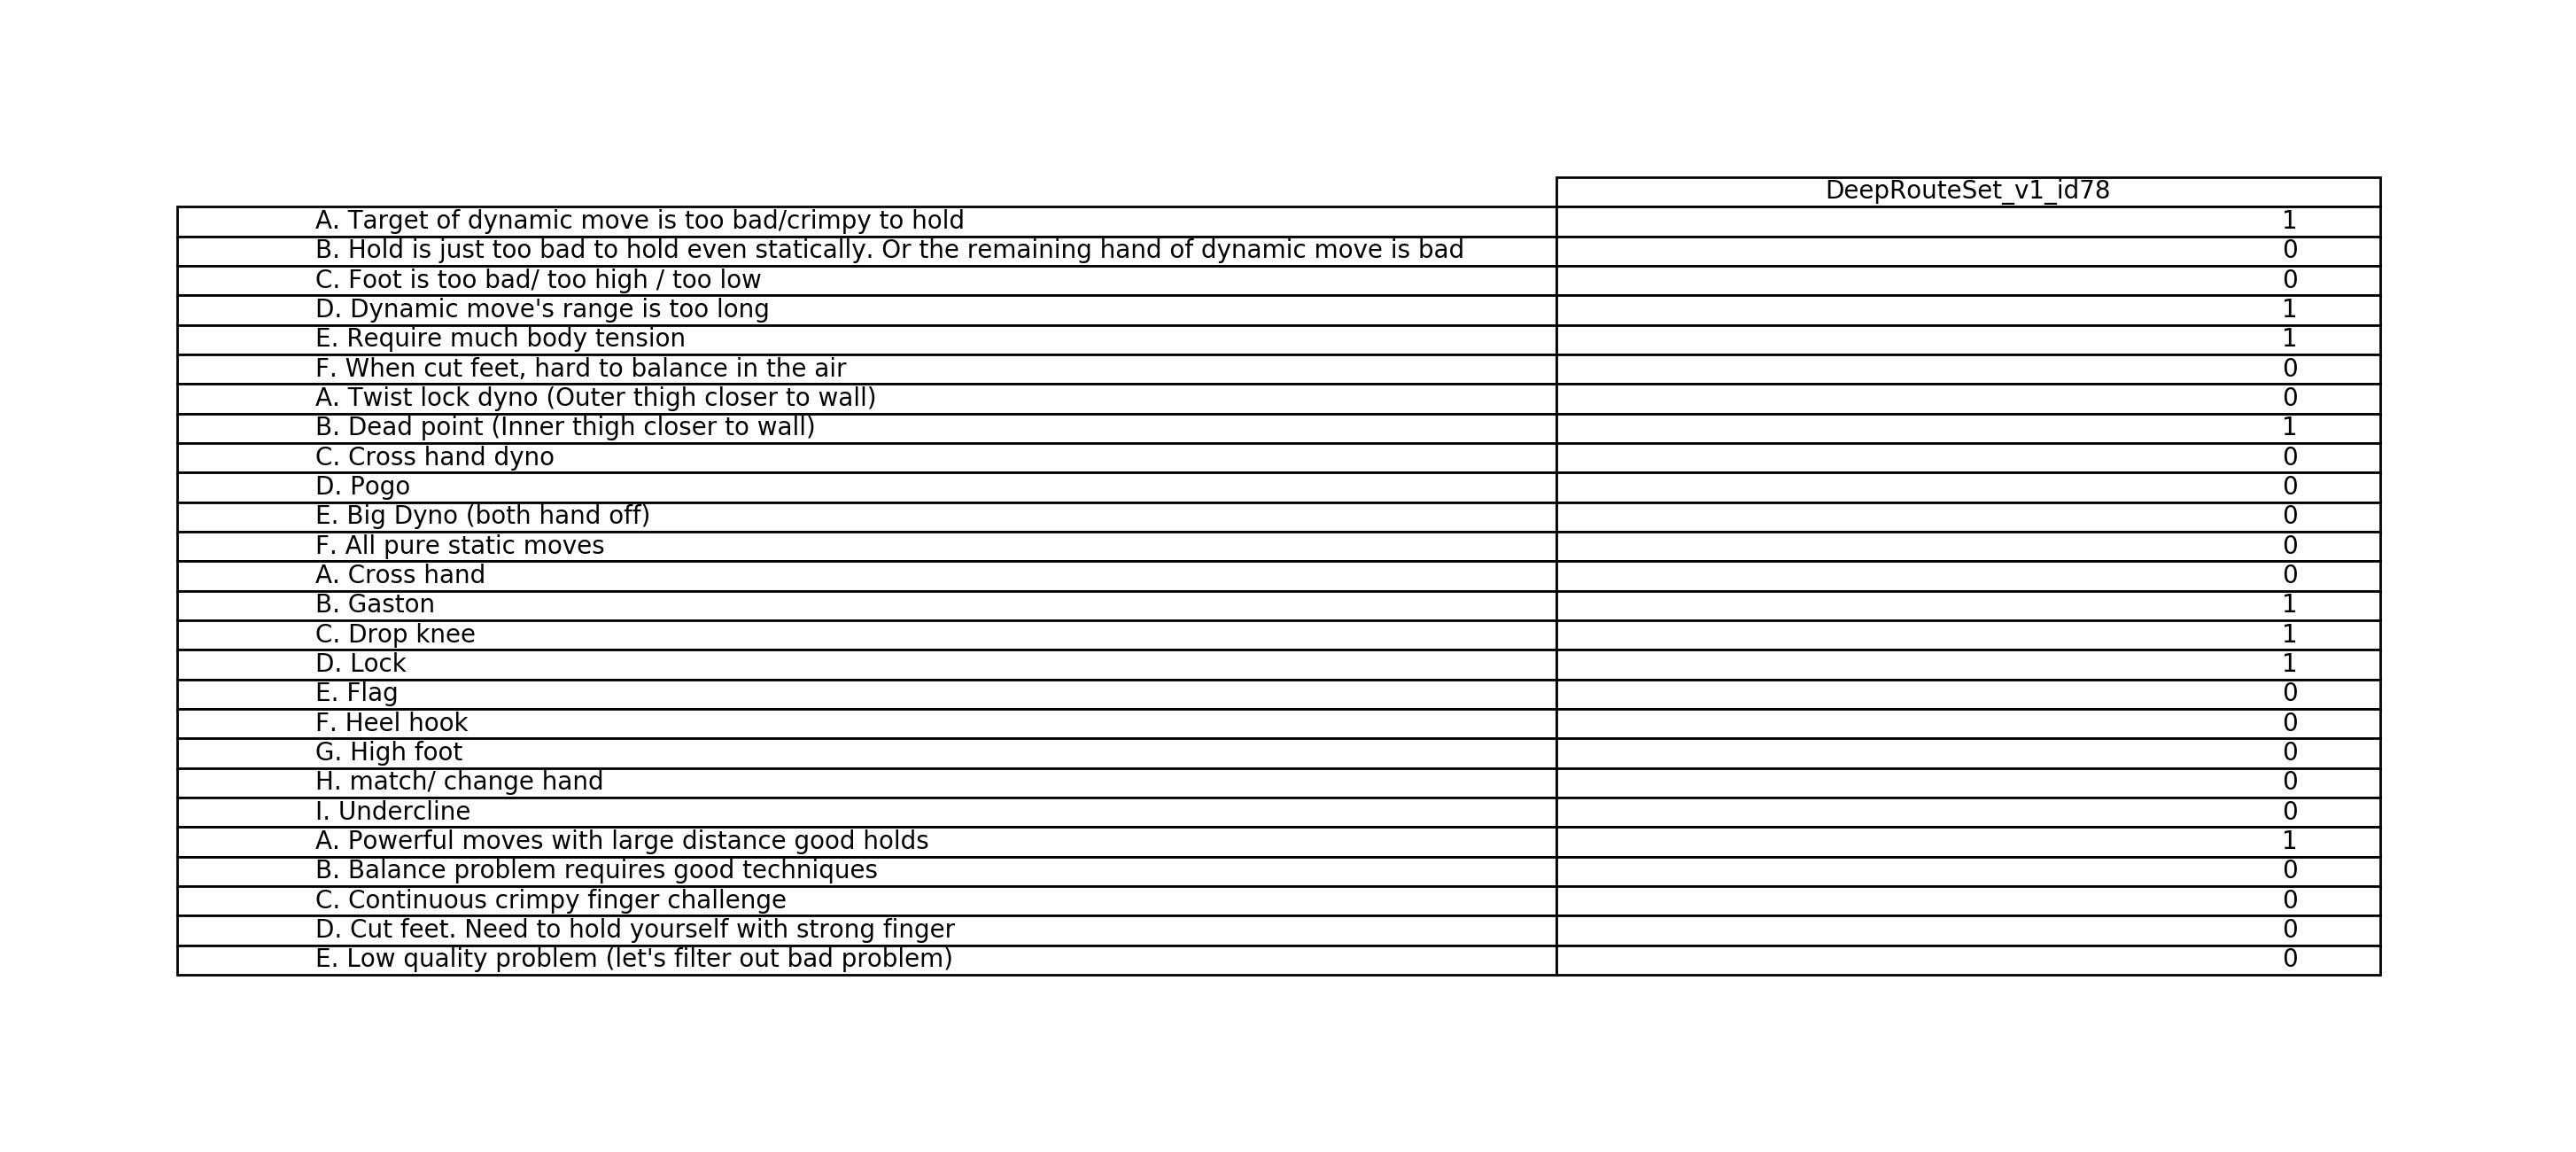 DeepRouteSet_v1_id78
A. Target of dynamic move is too bad/crimpy to hold 1
B. Hold is just too bad to hold even statically. Or the remaining hand of dynamic move is bad 0
C. Foot is too bad/ too high / too low 0
D. Dynamic move's range is too long 1
E. Require much body tension 1
F. When cut feet, hard to balance in the air 0
A. Twist lock dyno (Outer thigh closer to wall) 0
B. Dead point (Inner thigh closer to wall) 1
C. Cross hand dyno 0
D. Pogo 0
E. Big Dyno (both hand off) 0
F. All pure static moves 0
A. Cross hand 0
B. Gaston 1
C. Drop knee 1
D. Lock 1
E. Flag 0
F. Heel hook 0
G. High foot 0
H. match/ change hand 0
I. Undercline 0
A. Powerful moves with large distance good holds 1
B. Balance problem requires good techniques 0
C. Continuous crimpy finger challenge 0
D. Cut feet. Need to hold yourself with strong finger 0
E. Low quality problem (let's filter out bad problem) 0